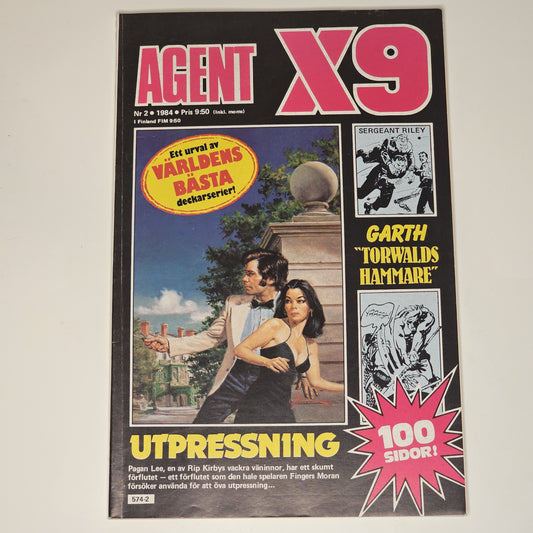 AGENT X9
Nr 2 • 1984 • Pris 9:50 (inkl. moms)
I Finland FIM 9:60
Ett urval av
VÄRLDENS
BÄSTA
deckarserier!
SERGEANT RILEY
GARTH
"TORWALDS
HAMMARE"
100
SIDOR!
UTPRESSNING
Pagan Lee, en av Rip Kirbys vackra väninnor, har ett skumt
förflutet — ett förflutet som den hale spelaren Fingers Moran
försöker använda för att öva utpressning...
574-2